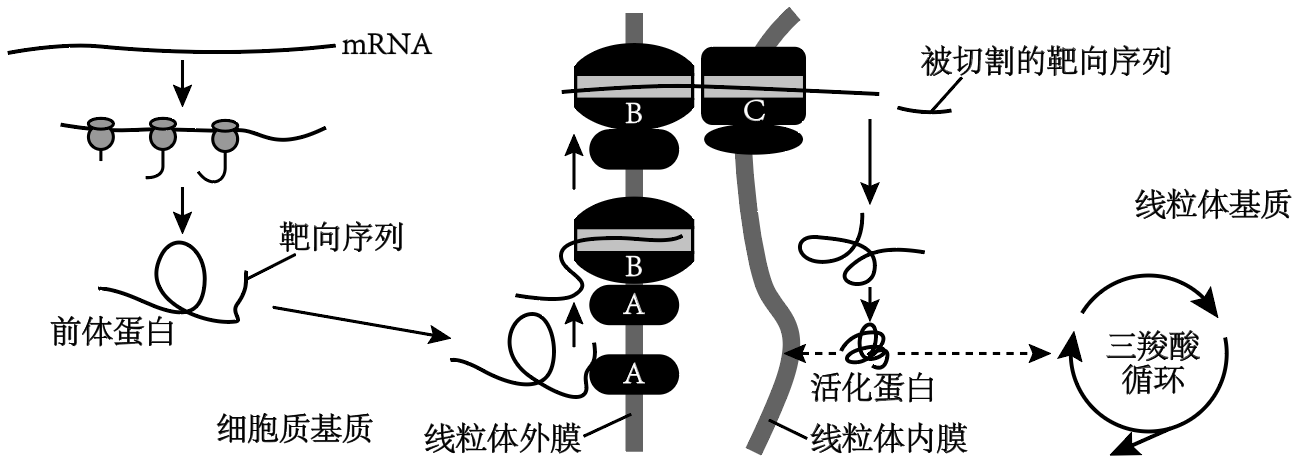 mRNA
被切割的靶向序列
B
C
线粒体基质
靶向序列
B
A
前体蛋白
A
三羧酸
循环
活化蛋白
细胞质基质
线粒体外膜
线粒体内膜